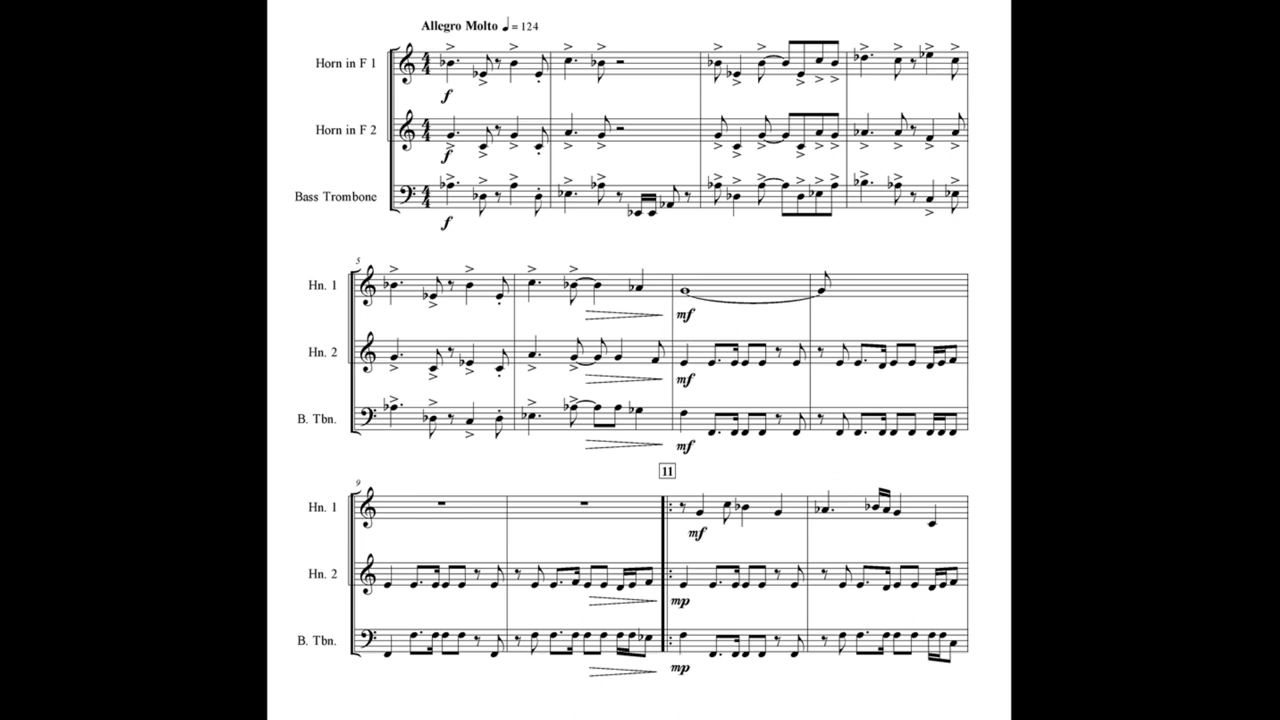 Allegro Molto ♩ = 124
Horn in F 1
f
Horn in F 2
f
Bass Trombone
f
5
Hn. 1
mf
Hn. 2
mf
B. Tbn.
mf
9
11
Hn. 1
mf
Hn. 2
mp
B. Tbn.
mp